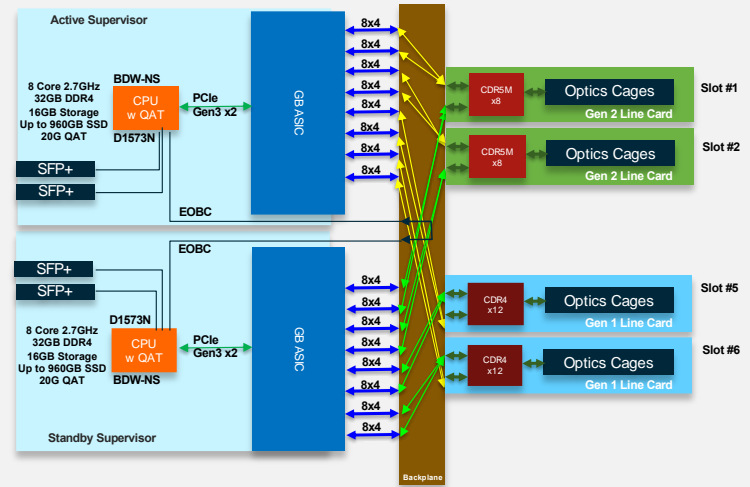 Active Supervisor
8 Core 2.7GHz
32GB DDR4
16GB Storage
Up to 960GB SSD
20G QAT
BDW-NS
CPU
w QAT
D1573N
PCIe
Gen3 x2
GB ASIC
SFP+
SFP+
EOBC
8x4
8x4
8x4
8x4
8x4
8x4
8x4
8x4
CDR5M
x8
Optics Cages
Gen 2 Line Card
Slot #1
CDR5M
x8
Optics Cages
Gen 2 Line Card
Slot #2
EOBC
SFP+
SFP+
D1573N
8 Core 2.7GHz
32GB DDR4
16GB Storage
Up to 960GB SSD
20G QAT
CPU
w QAT
BDW-NS
PCIe
Gen3 x2
GB ASIC
8x4
8x4
8x4
8x4
8x4
8x4
8x4
8x4
CDR4
x12
Optics Cages
Gen 1 Line Card
Slot #5
CDR4
x12
Optics Cages
Gen 1 Line Card
Slot #6
Standby Supervisor
Backplane